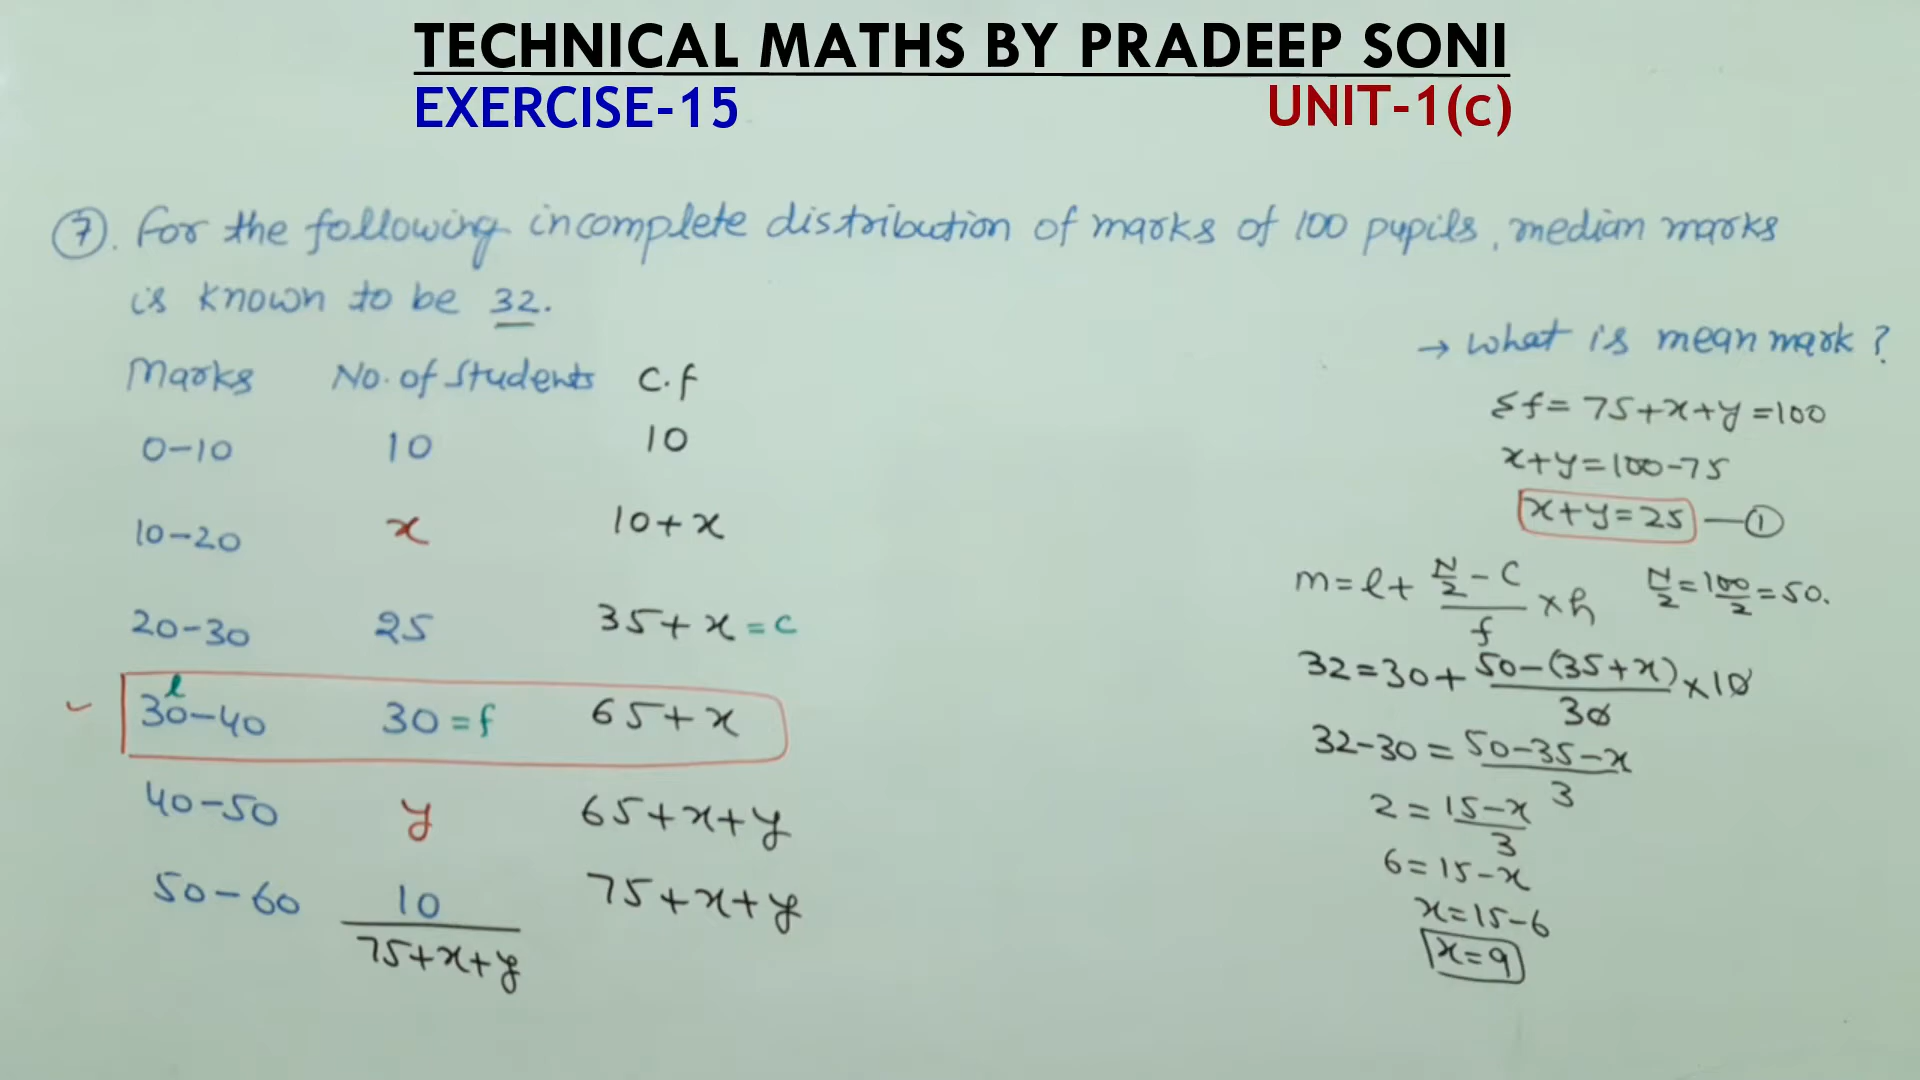 TECHNICAL MATHS BY PRADEEP SONI
EXERCISE-15 UNIT-1(c)
7. For the following incomplete distribution of marks of 100 pupils, median marks
is known to be 32.
→ What is mean mark?
Marks No. of Students C.f
0-10 10 10
10-20 x 10+x
20-30 25 35+x = c
l
30-40 30 = f 65+x
40-50 y 65+x+y
50-60 10 75+x+y
75+x+y
Σf = 75+x+y = 100
x+y = 100-75
x+y = 25 — 1
m = l + (N/2 - C)/f × h N/2 = 100/2 = 50.
32 = 30 + (50-(35+x))/30 × 10
32-30 = (50-35-x)/3
2 = (15-x)/3
6 = 15-x
x = 15-6
x = 9